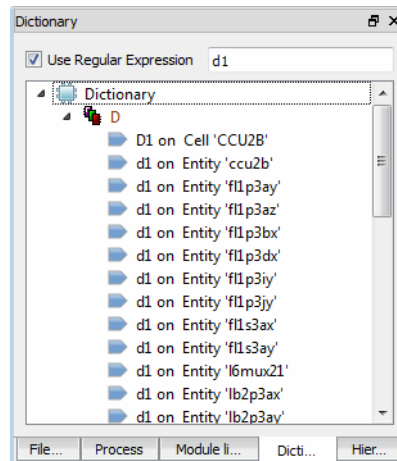 Dictionary
Use Regular Expression d1
Dictionary
D
D1 on Cell 'CCU2B'
d1 on Entity 'ccu2b'
d1 on Entity 'fl1p3ay'
d1 on Entity 'fl1p3az'
d1 on Entity 'fl1p3bx'
d1 on Entity 'fl1p3dx'
d1 on Entity 'fl1p3iy'
d1 on Entity 'fl1p3jy'
d1 on Entity 'fl1s3ax'
d1 on Entity 'fl1s3ay'
d1 on Entity 'l6mux21'
d1 on Entity 'lb2p3ax'
d1 on Entity 'lb2p3ay'
File... Process Module li... Dicti... Hier...